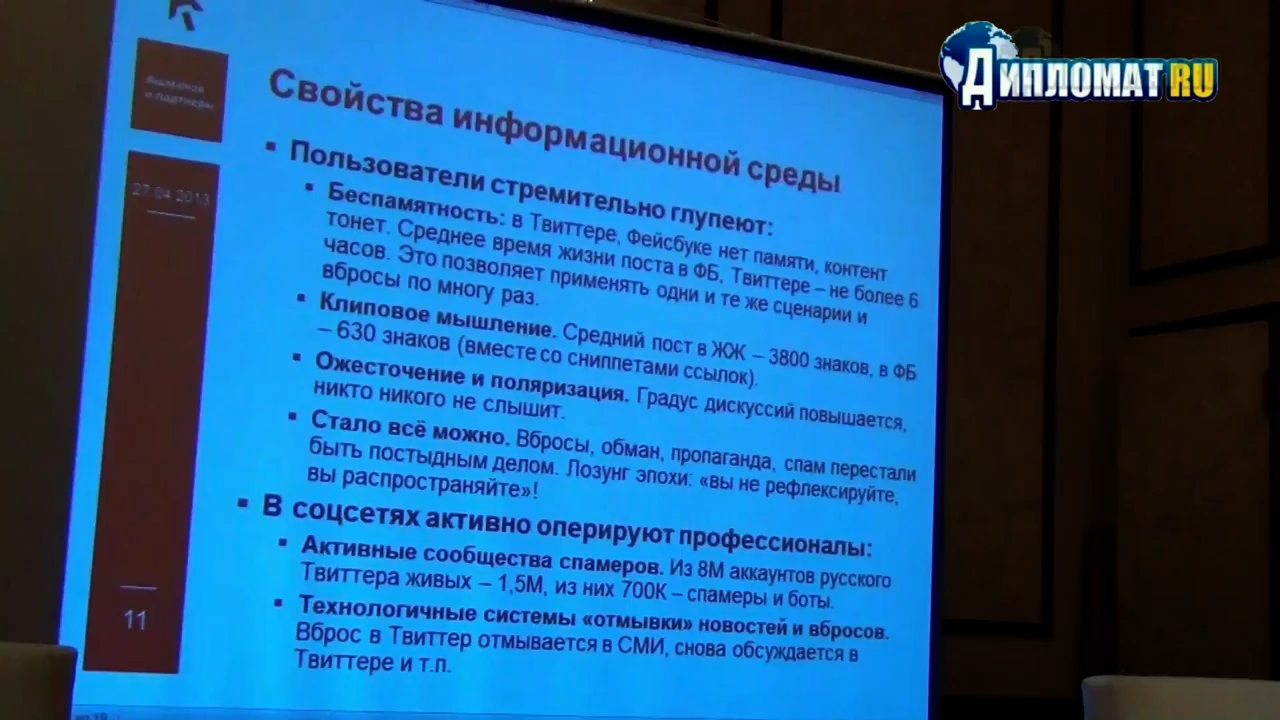 ДИПЛОМАТ RU
Ашманов
и партнеры
27 04 2013
Свойства информационной среды
▪ Пользователи стремительно глупеют:
▪ Беспамятность: в Твиттере, Фейсбуке нет памяти, контент
тонет. Среднее время жизни поста в ФБ, Твиттере – не более 6
часов. Это позволяет применять одни и те же сценарии и
вбросы по многу раз.
▪ Клиповое мышление. Средний пост в ЖЖ – 3800 знаков, в ФБ
– 630 знаков (вместе со сниппетами ссылок).
▪ Ожесточение и поляризация. Градус дискуссий повышается,
никто никого не слышит.
▪ Стало всё можно. Вбросы, обман, пропаганда, спам перестали
быть постыдным делом. Лозунг эпохи: «вы не рефлексируйте,
вы распространяйте»!
▪ В соцсетях активно оперируют профессионалы:
▪ Активные сообщества спамеров. Из 8М аккаунтов русского
Твиттера живых – 1,5М, из них 700К – спамеры и боты.
▪ Технологичные системы «отмывки» новостей и вбросов.
Вброс в Твиттер отмывается в СМИ, снова обсуждается в
Твиттере и т.п.
11